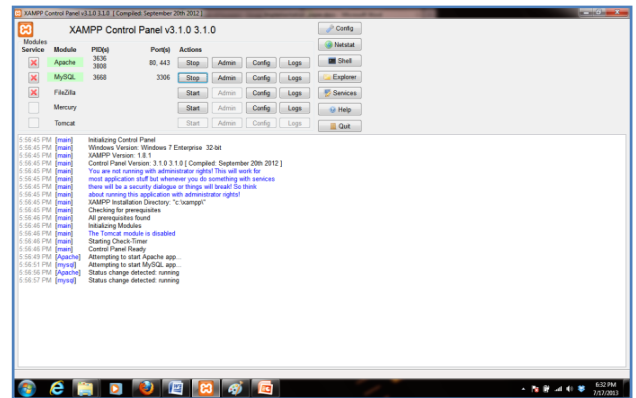 XAMPP Control Panel v3.1.0 3.1.0 [ Compiled: September 20th 2012 ]
XAMPP Control Panel v3.1.0 3.1.0
Config
Netstat
Shell
Explorer
Services
Help
Quit
Modules
Service Module PID(s) Port(s) Actions
Apache 3636 3808 80, 443 Stop Admin Config Logs
MySQL 3668 3306 Stop Admin Config Logs
FileZilla Start Admin Config Logs
Mercury Start Admin Config Logs
Tomcat Start Admin Config Logs
5:56:45 PM [main] Initializing Control Panel
5:56:45 PM [main] Windows Version: Windows 7 Enterprise 32-bit
5:56:45 PM [main] XAMPP Version: 1.8.1
5:56:45 PM [main] Control Panel Version: 3.1.0 3.1.0 [ Compiled: September 20th 2012 ]
5:56:45 PM [main] You are not running with administrator rights! This will work for
5:56:45 PM [main] most application stuff but whenever you do something with services
5:56:45 PM [main] there will be a security dialogue or things will break! So think
5:56:45 PM [main] about running this application with administrator rights!
5:56:45 PM [main] XAMPP Installation Directory: "c:\xampp\"
5:56:45 PM [main] Checking for prerequisites
5:56:46 PM [main] All prerequisites found
5:56:46 PM [main] Initializing Modules
5:56:46 PM [main] The Tomcat module is disabled
5:56:46 PM [main] Starting Check-Timer
5:56:46 PM [main] Control Panel Ready
5:56:49 PM [Apache] Attempting to start Apache app...
5:56:51 PM [mysql] Attempting to start MySQL app...
5:56:56 PM [Apache] Status change detected: running
5:56:57 PM [mysql] Status change detected: running
6:32 PM
7/17/2013